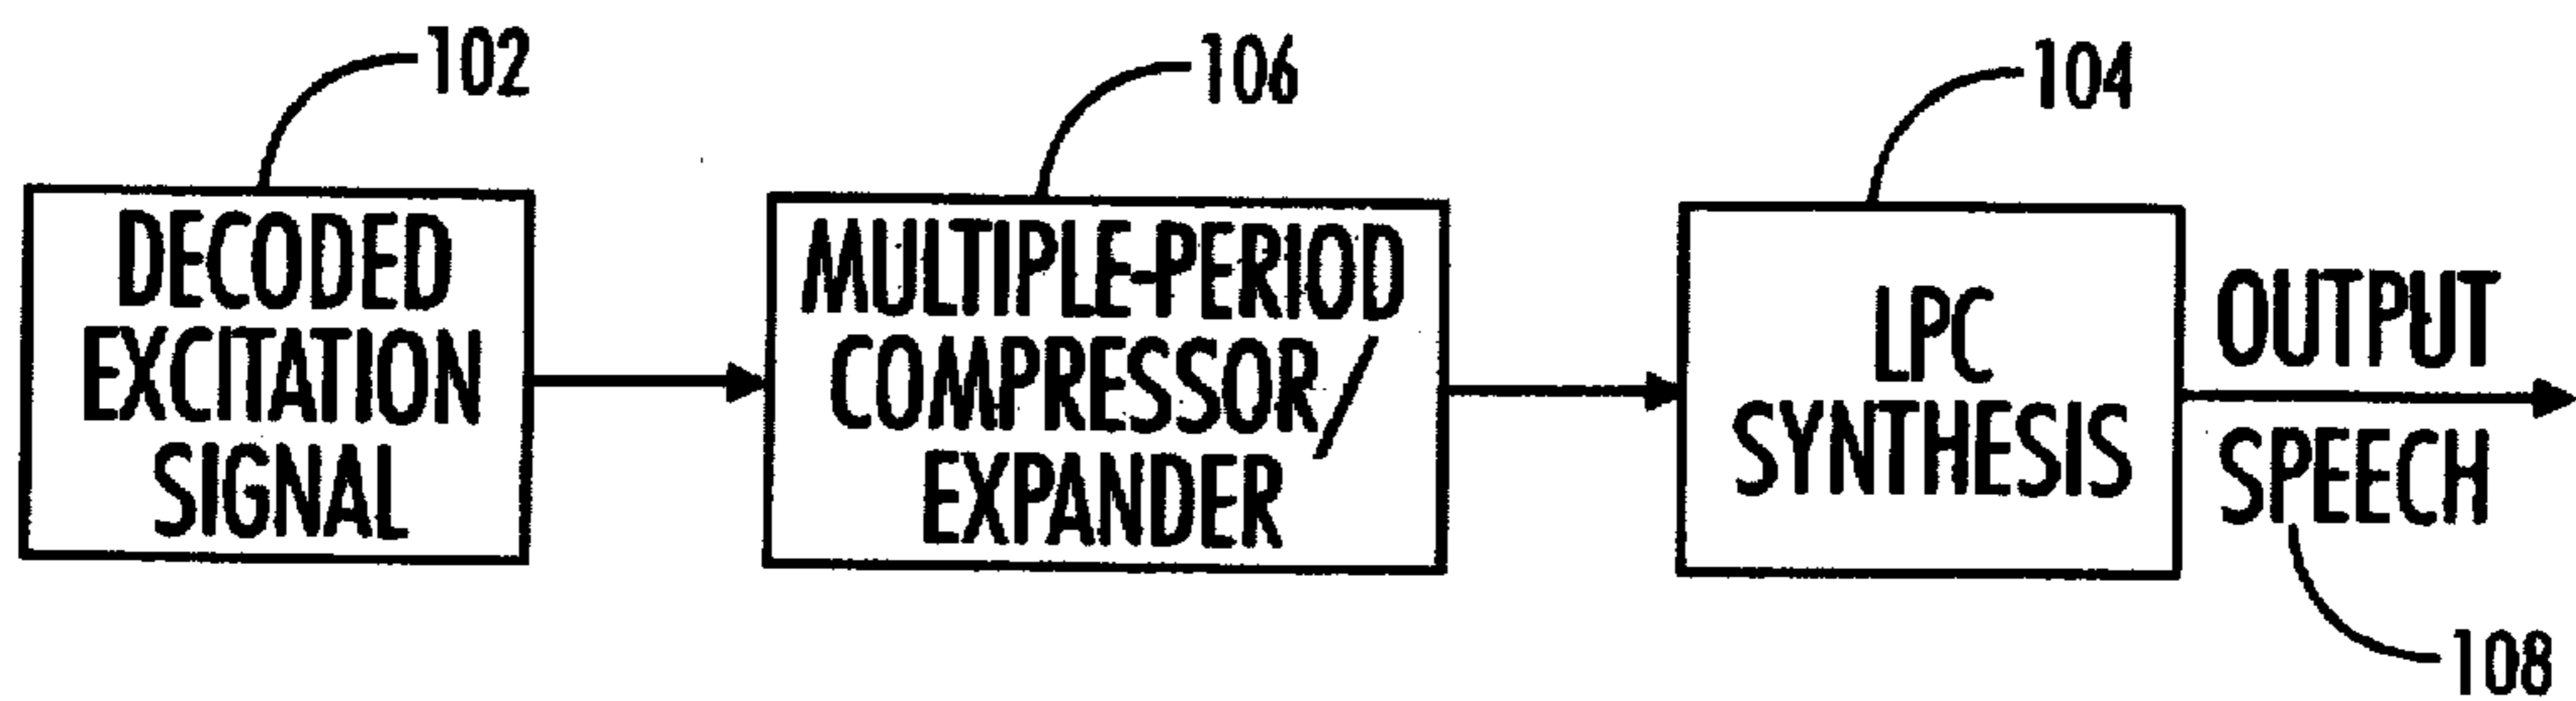 102
106
104
DECODED
EXCITATION
SIGNAL
MULTIPLE-PERIOD
COMPRESSOR/
EXPANDER
LPC
SYNTHESIS
OUTPUT
SPEECH
108